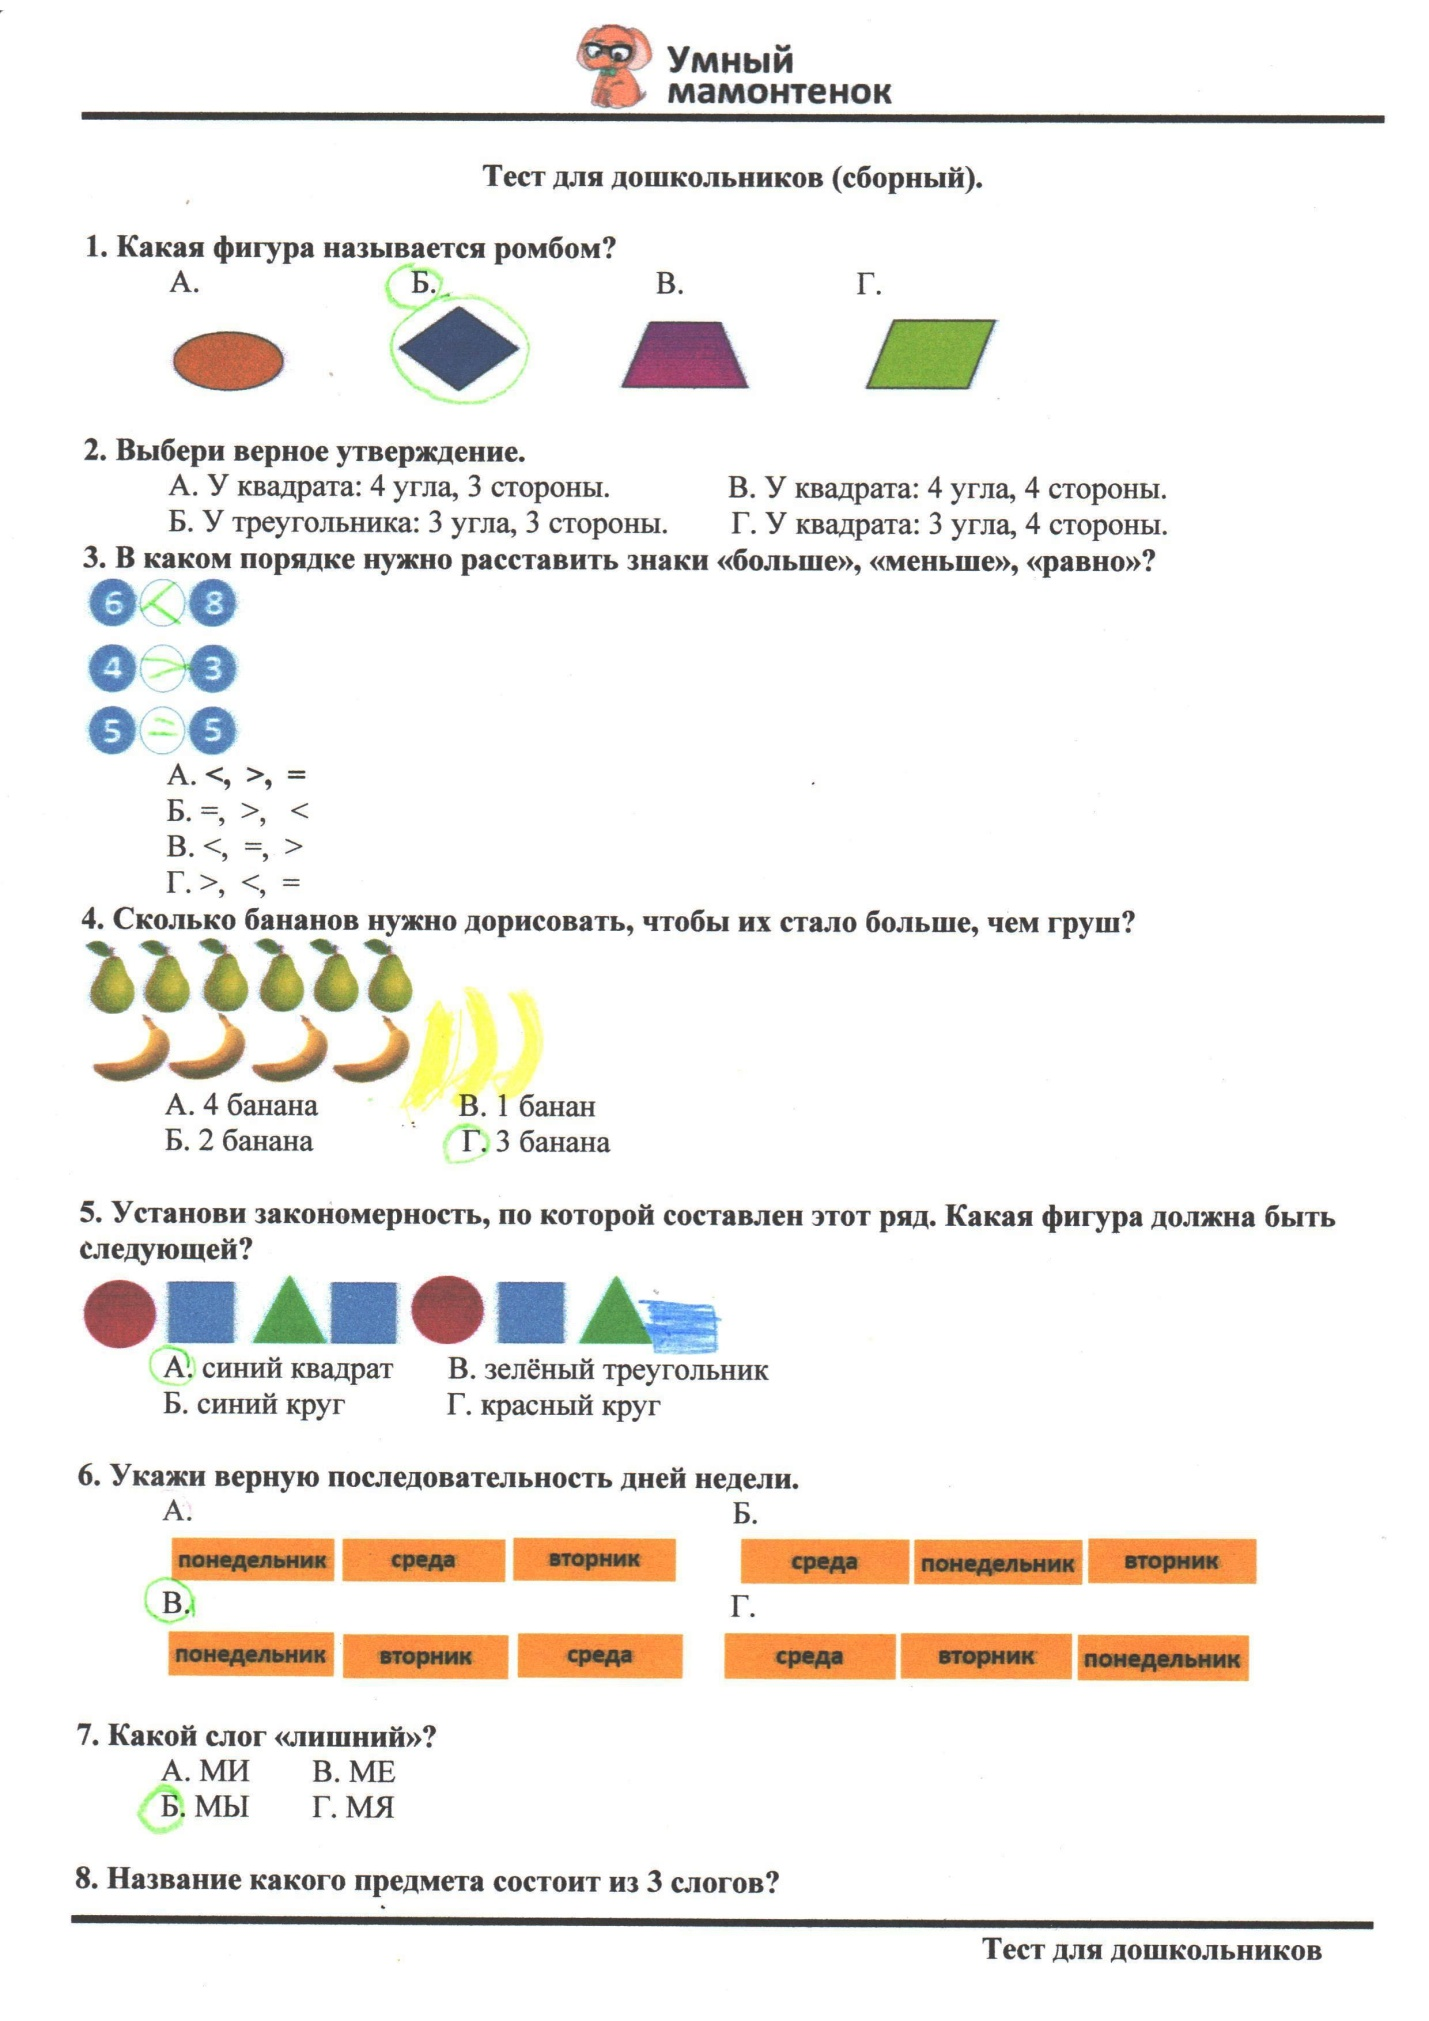 Умный
мамонтенок
Тест для дошкольников (сборный).
1. Какая фигура называется ромбом?
А. Б. В. Г.
2. Выбери верное утверждение.
А. У квадрата: 4 угла, 3 стороны. В. У квадрата: 4 угла, 4 стороны.
Б. У треугольника: 3 угла, 3 стороны. Г. У квадрата: 3 угла, 4 стороны.
3. В каком порядке нужно расставить знаки «больше», «меньше», «равно»?
6 < 8
4 > 3
5 = 5
А. <, >, =
Б. =, >, <
В. <, =, >
Г. >, <, =
4. Сколько бананов нужно дорисовать, чтобы их стало больше, чем груш?
А. 4 банана В. 1 банан
Б. 2 банана Г. 3 банана
5. Установи закономерность, по которой составлен этот ряд. Какая фигура должна быть
следующей?
А. синий квадрат В. зелёный треугольник
Б. синий круг Г. красный круг
6. Укажи верную последовательность дней недели.
А. Б.
понедельник среда вторник среда понедельник вторник
В. Г.
понедельник вторник среда среда вторник понедельник
7. Какой слог «лишний»?
А. МИ В. МЕ
Б. МЫ Г. МЯ
8. Название какого предмета состоит из 3 слогов?
Тест для дошкольников